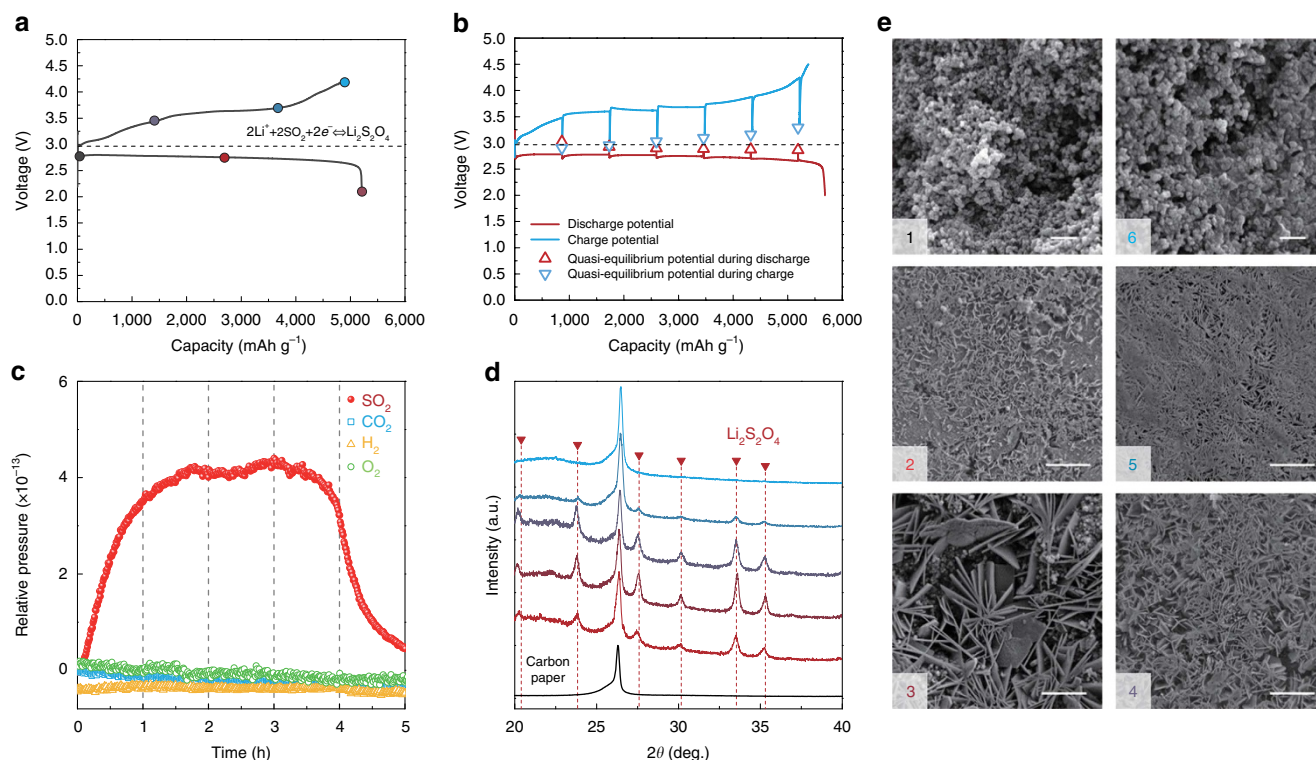 a
5.0
4.5
4.0
3.5
3.0
2.5
2.0
1.5
1.0
0.5
0.0
Voltage (V)
2Li⁺+2SO₂+2e⁻⇔Li₂S₂O₄
0 1,000 2,000 3,000 4,000 5,000 6,000
Capacity (mAh g⁻¹)
b
5.0
4.5
4.0
3.5
3.0
2.5
2.0
1.5
1.0
0.5
0.0
Voltage (V)
Discharge potential
Charge potential
Quasi-equilibrium potential during discharge
Quasi-equilibrium potential during charge
0 1,000 2,000 3,000 4,000 5,000 6,000
Capacity (mAh g⁻¹)
c
6
4
2
0
Relative pressure (×10⁻¹³)
SO₂
CO₂
H₂
O₂
0 1 2 3 4 5
Time (h)
d
Intensity (a.u.)
Li₂S₂O₄
Carbon
paper
20 25 30 35 40
2θ (deg.)
e
1
6
2
5
3
4